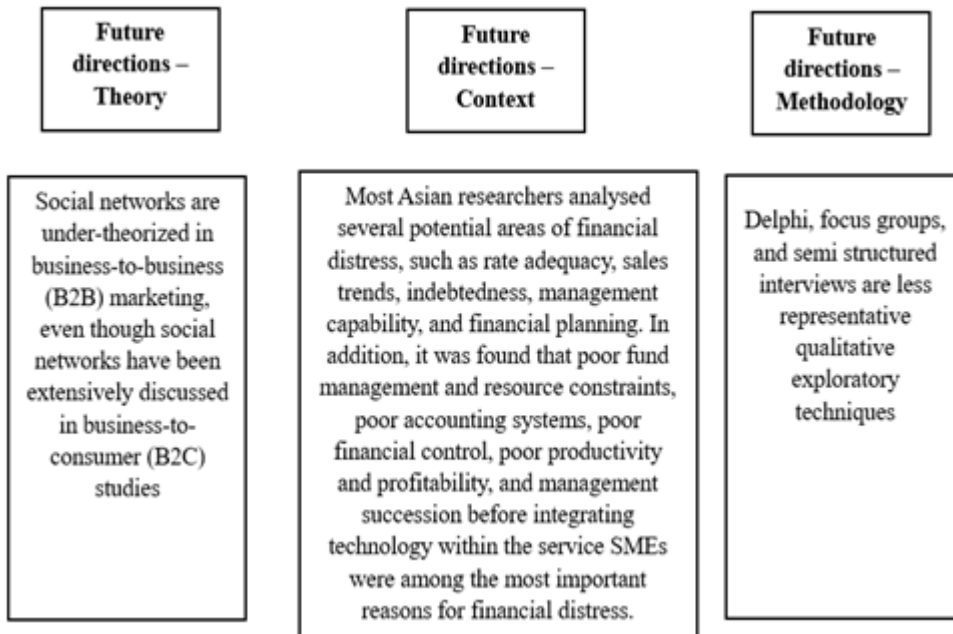 Future
directions –
Theory
Future
directions –
Context
Future
directions –
Methodology
Social networks are
under-theorized in
business-to-business
(B2B) marketing,
even though social
networks have been
extensively discussed
in business-to-
consumer (B2C)
studies
Most Asian researchers analysed
several potential areas of financial
distress, such as rate adequacy, sales
trends, indebtedness, management
capability, and financial planning. In
addition, it was found that poor fund
management and resource constraints,
poor accounting systems, poor
financial control, poor productivity
and profitability, and management
succession before integrating
technology within the service SMEs
were among the most important
reasons for financial distress.
Delphi, focus groups,
and semi structured
interviews are less
representative
qualitative
exploratory
techniques